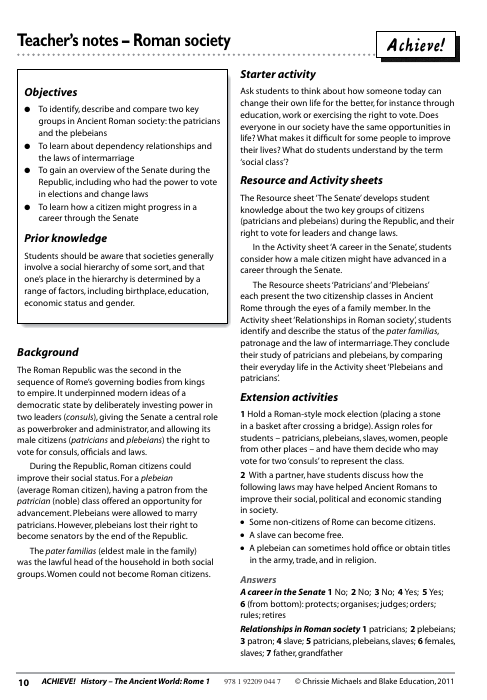 Teacher's notes – Roman society
Achieve!
Objectives
● To identify, describe and compare two key
groups in Ancient Roman society: the patricians
and the plebeians
● To learn about dependency relationships and
the laws of intermarriage
● To gain an overview of the Senate during the
Republic, including who had the power to vote
in elections and change laws
● To learn how a citizen might progress in a
career through the Senate
Prior knowledge
Students should be aware that societies generally
involve a social hierarchy of some sort, and that
one's place in the hierarchy is determined by a
range of factors, including birthplace, education,
economic status and gender.
Background
The Roman Republic was the second in the
sequence of Rome's governing bodies from kings
to empire. It underpinned modern ideas of a
democratic state by deliberately investing power in
two leaders (consuls), giving the Senate a central role
as powerbroker and administrator, and allowing its
male citizens (patricians and plebeians) the right to
vote for consuls, officials and laws.
During the Republic, Roman citizens could
improve their social status. For a plebeian
(average Roman citizen), having a patron from the
patrician (noble) class offered an opportunity for
advancement. Plebeians were allowed to marry
patricians. However, plebeians lost their right to
become senators by the end of the Republic.
The pater familias (eldest male in the family)
was the lawful head of the household in both social
groups. Women could not become Roman citizens.
Starter activity
Ask students to think about how someone today can
change their own life for the better, for instance through
education, work or exercising the right to vote. Does
everyone in our society have the same opportunities in
life? What makes it difficult for some people to improve
their lives? What do students understand by the term
'social class'?
Resource and Activity sheets
The Resource sheet 'The Senate' develops student
knowledge about the two key groups of citizens
(patricians and plebeians) during the Republic, and their
right to vote for leaders and change laws.
In the Activity sheet 'A career in the Senate', students
consider how a male citizen might have advanced in a
career through the Senate.
The Resource sheets 'Patricians' and 'Plebeians'
each present the two citizenship classes in Ancient
Rome through the eyes of a family member. In the
Activity sheet 'Relationships in Roman society', students
identify and describe the status of the pater familias,
patronage and the law of intermarriage. They conclude
their study of patricians and plebeians, by comparing
their everyday life in the Activity sheet 'Plebeians and
patricians'.
Extension activities
1 Hold a Roman-style mock election (placing a stone
in a basket after crossing a bridge). Assign roles for
students – patricians, plebeians, slaves, women, people
from other places – and have them decide who may
vote for two 'consuls' to represent the class.
2 With a partner, have students discuss how the
following laws may have helped Ancient Romans to
improve their social, political and economic standing
in society.
● Some non-citizens of Rome can become citizens.
● A slave can become free.
● A plebeian can sometimes hold office or obtain titles
in the army, trade, and in religion.
Answers
A career in the Senate 1 No; 2 No; 3 No; 4 Yes; 5 Yes;
6 (from bottom): protects; organises; judges; orders;
rules; retires
Relationships in Roman society 1 patricians; 2 plebeians;
3 patron; 4 slave; 5 patricians, plebeians, slaves; 6 females,
slaves; 7 father, grandfather
10 ACHIEVE! History – The Ancient World: Rome 1 978 1 92209 044 7 © Chrissie Michaels and Blake Education, 2011